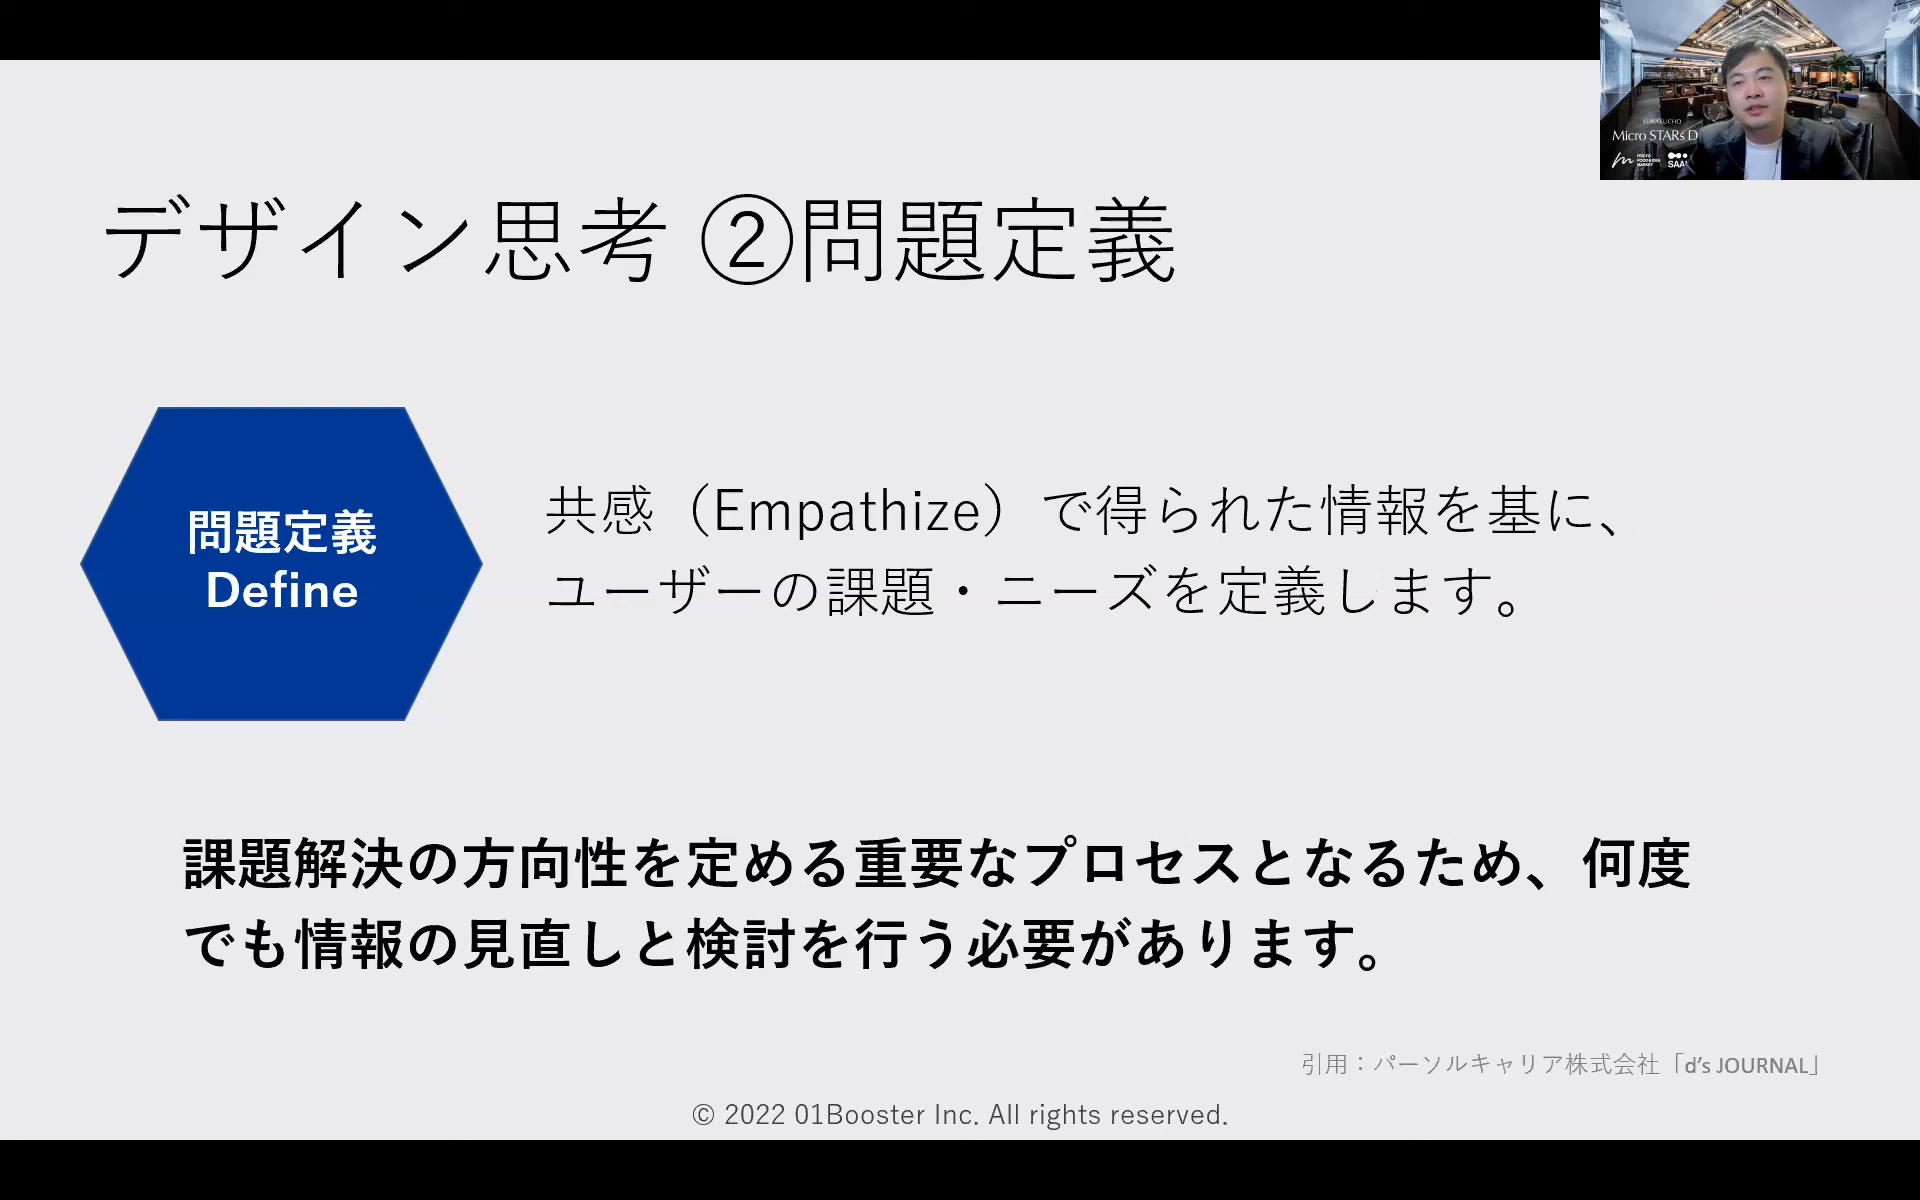 YURAKUCHO
Micro STARs D
micro
FOOD&IDEA
MARKET
SAAI
デザイン思考 ②問題定義
問題定義
Define
共感（Empathize）で得られた情報を基に、
ユーザーの課題・ニーズを定義します。
課題解決の方向性を定める重要なプロセスとなるため、何度
でも情報の見直しと検討を行う必要があります。
引用：パーソルキャリア株式会社「d’s JOURNAL」
© 2022 01Booster Inc. All rights reserved.